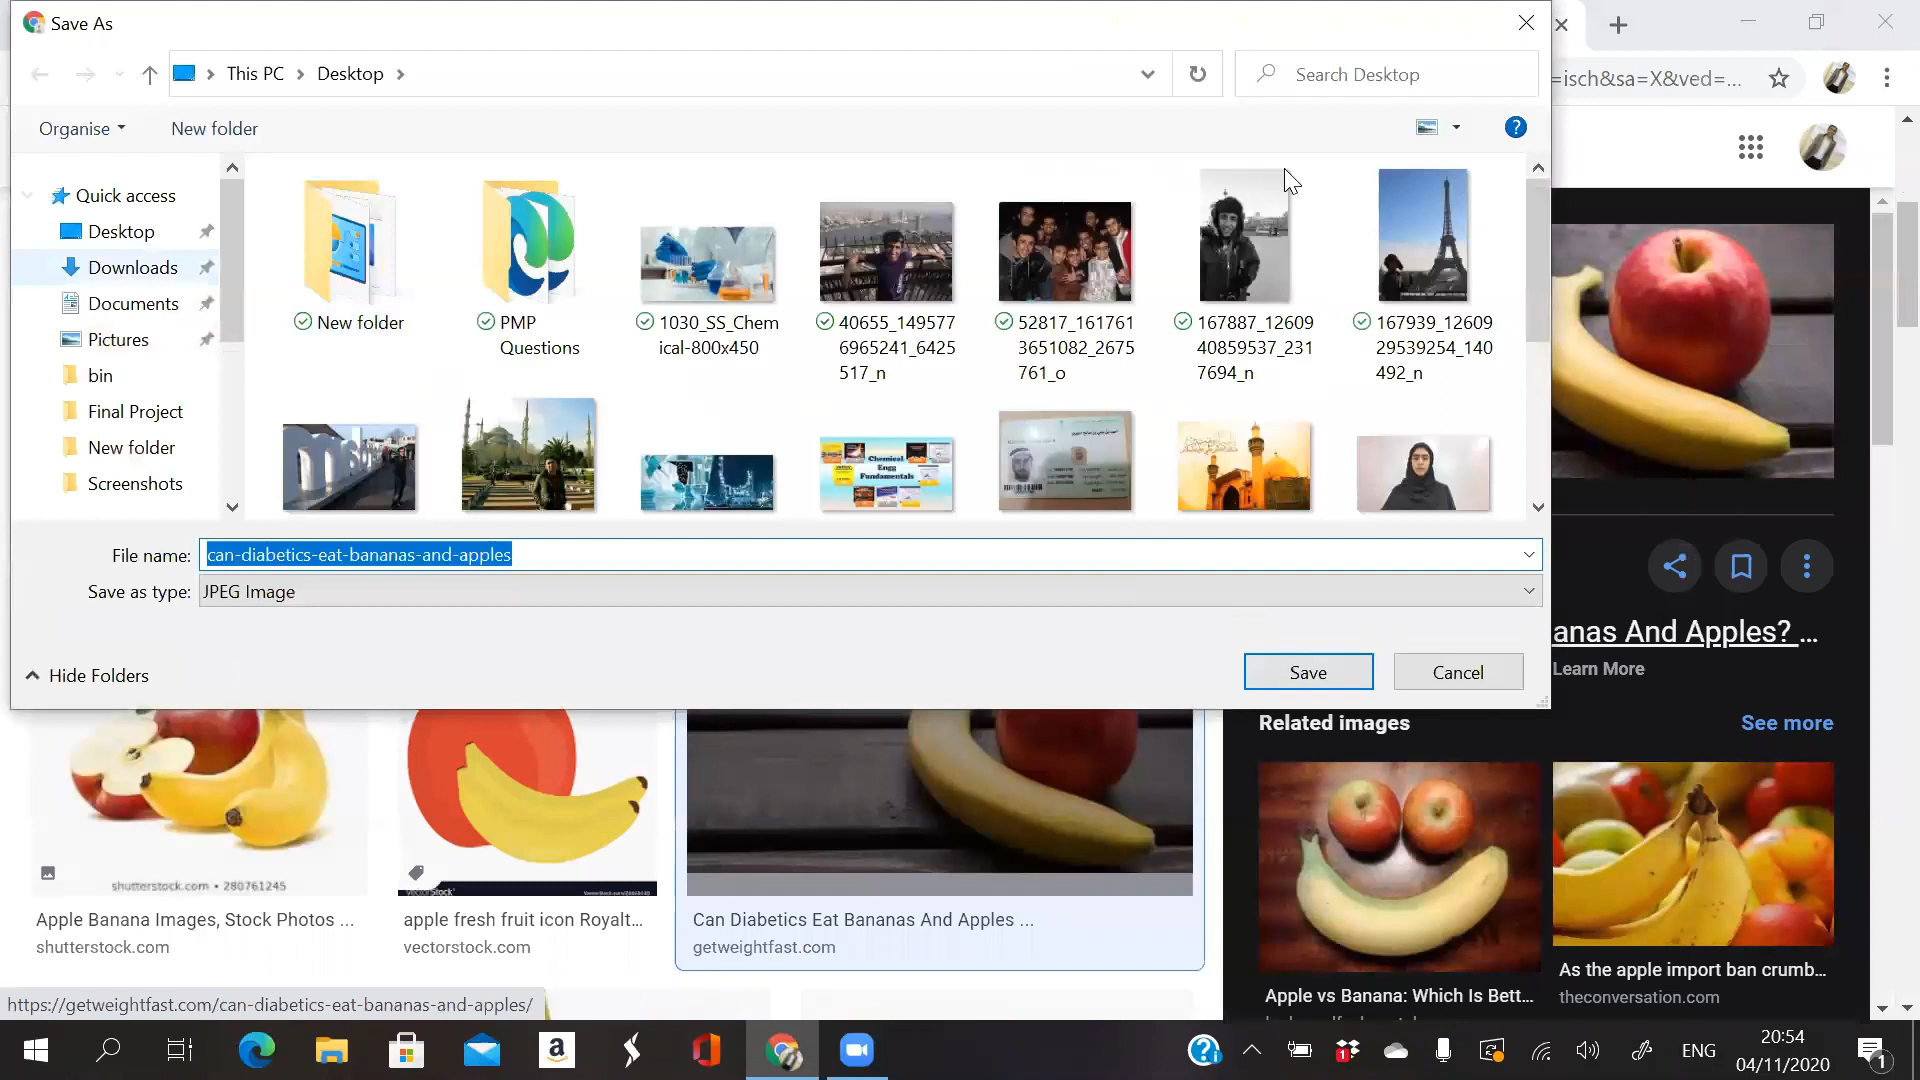 Save As
This PC
Desktop
Search Desktop
=isch&sa=X&ved=...
Organise
New folder
Quick access
Desktop
Downloads
Documents
Pictures
bin
Final Project
New folder
Screenshots
New folder
PMP
Questions
1030_SS_Chem
ical-800x450
40655_149577
6965241_6425
517_n
52817_161761
3651082_2675
761_o
167887_12609
40859537_231
7694_n
167939_12609
29539254_140
492_n
Chemical
Engg
Fundamentals
File name:
can-diabetics-eat-bananas-and-apples
Save as type:
JPEG Image
Hide Folders
Save
Cancel
anas And Apples? ...
Learn More
Related images
See more
shutterstock.com • 280761245
VectorStock
Apple Banana Images, Stock Photos ...
shutterstock.com
apple fresh fruit icon Royalt...
vectorstock.com
Can Diabetics Eat Bananas And Apples ...
getweightfast.com
Apple vs Banana: Which Is Bett...
As the apple import ban crumb...
theconversation.com
https://getweightfast.com/can-diabetics-eat-bananas-and-apples/
ENG
20:54
04/11/2020
1